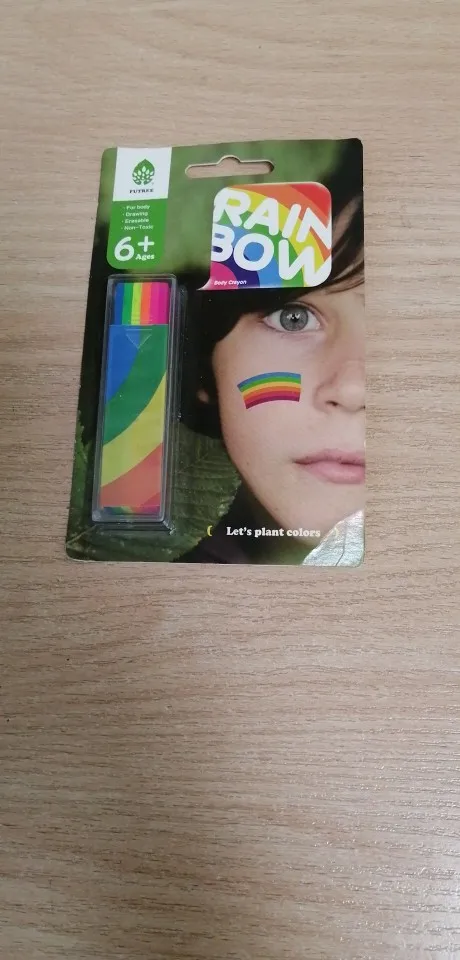 FUTREE
- For body
- Drawing
- Erasable
- Non-Toxic
6+
Ages
RAIN
BOW
Body Crayon
Let's plant colors